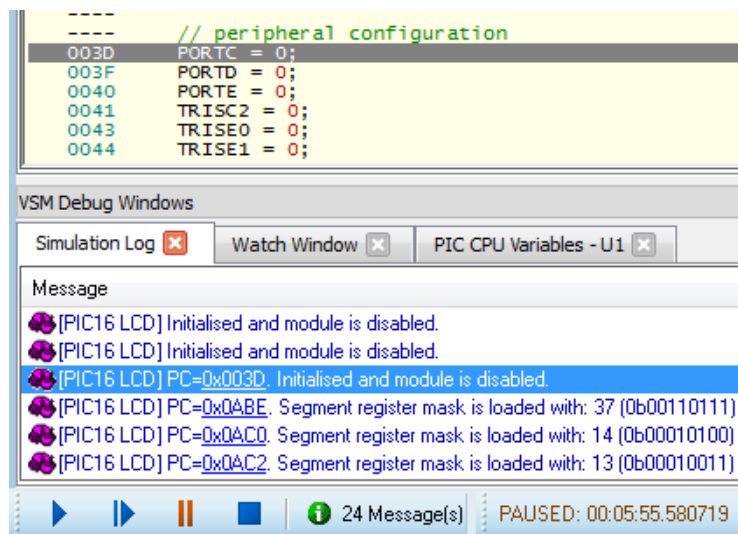 ----
---- // peripheral configuration
003D PORTC = 0;
003F PORTD = 0;
0040 PORTE = 0;
0041 TRISC2 = 0;
0043 TRISE0 = 0;
0044 TRISE1 = 0;
VSM Debug Windows
Simulation Log Watch Window PIC CPU Variables - U1
Message
[PIC16 LCD] Initialised and module is disabled.
[PIC16 LCD] Initialised and module is disabled.
[PIC16 LCD] PC=0x003D. Initialised and module is disabled.
[PIC16 LCD] PC=0x0ABE. Segment register mask is loaded with: 37 (0b00110111)
[PIC16 LCD] PC=0x0AC0. Segment register mask is loaded with: 14 (0b00010100)
[PIC16 LCD] PC=0x0AC2. Segment register mask is loaded with: 13 (0b00010011)
24 Message(s) PAUSED: 00:05:55.580719